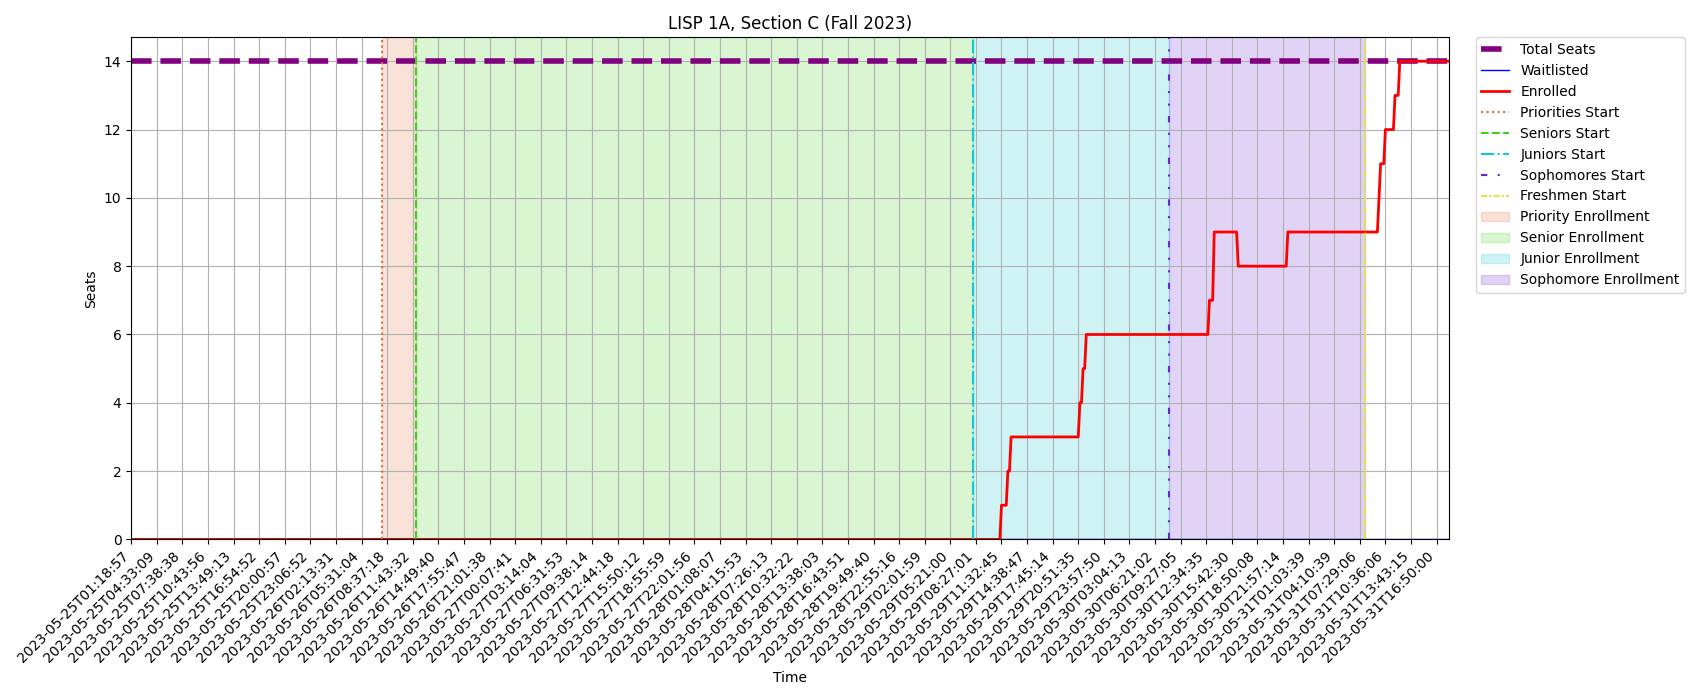 LISP 1A, Section C (Fall 2023)
Seats
14
12
10
8
6
4
2
0
2023-05-25T01:18:57
2023-05-25T04:33:09
2023-05-25T07:38:38
2023-05-25T10:43:56
2023-05-25T13:49:13
2023-05-25T16:54:52
2023-05-25T20:00:57
2023-05-25T23:06:52
2023-05-26T02:13:31
2023-05-26T05:31:04
2023-05-26T08:37:18
2023-05-26T11:43:32
2023-05-26T14:49:40
2023-05-26T17:55:47
2023-05-26T21:01:38
2023-05-27T00:07:41
2023-05-27T03:14:04
2023-05-27T06:31:53
2023-05-27T09:38:14
2023-05-27T12:44:18
2023-05-27T15:50:12
2023-05-27T18:55:59
2023-05-27T22:01:56
2023-05-28T01:08:07
2023-05-28T04:15:53
2023-05-28T07:26:13
2023-05-28T10:32:22
2023-05-28T13:38:03
2023-05-28T16:43:51
2023-05-28T19:49:40
2023-05-28T22:55:16
2023-05-29T02:01:59
2023-05-29T05:21:00
2023-05-29T08:27:01
2023-05-29T11:32:45
2023-05-29T14:38:47
2023-05-29T17:45:14
2023-05-29T20:51:35
2023-05-29T23:57:50
2023-05-30T03:04:13
2023-05-30T06:21:02
2023-05-30T09:27:05
2023-05-30T12:34:35
2023-05-30T15:42:30
2023-05-30T18:50:08
2023-05-30T21:57:14
2023-05-31T01:03:39
2023-05-31T04:10:39
2023-05-31T07:29:06
2023-05-31T10:36:06
2023-05-31T13:43:15
2023-05-31T16:50:00
Time
Total Seats
Waitlisted
Enrolled
Priorities Start
Seniors Start
Juniors Start
Sophomores Start
Freshmen Start
Priority Enrollment
Senior Enrollment
Junior Enrollment
Sophomore Enrollment